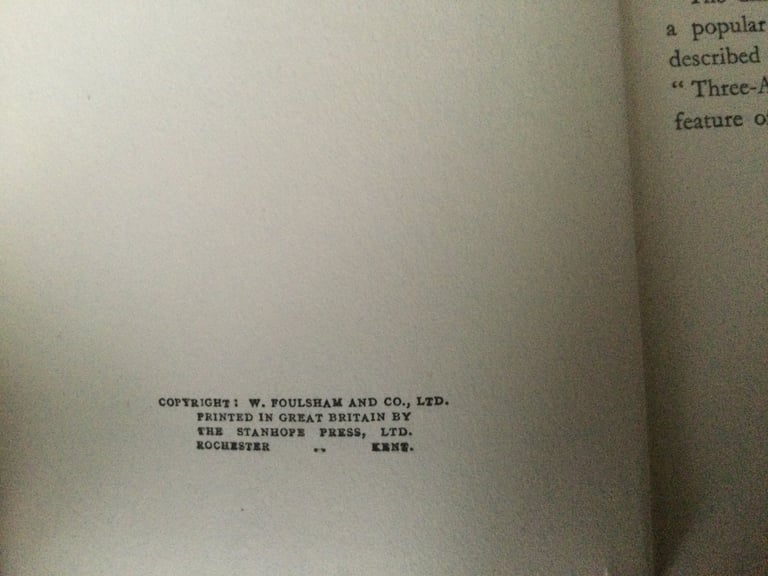 COPYRIGHT: W. FOULSHAM AND CO., LTD.
PRINTED IN GREAT BRITAIN BY
THE STANHOPE PRESS, LTD.
ROCHESTER .. KENT.
a popular
described
“ Three-A
feature of